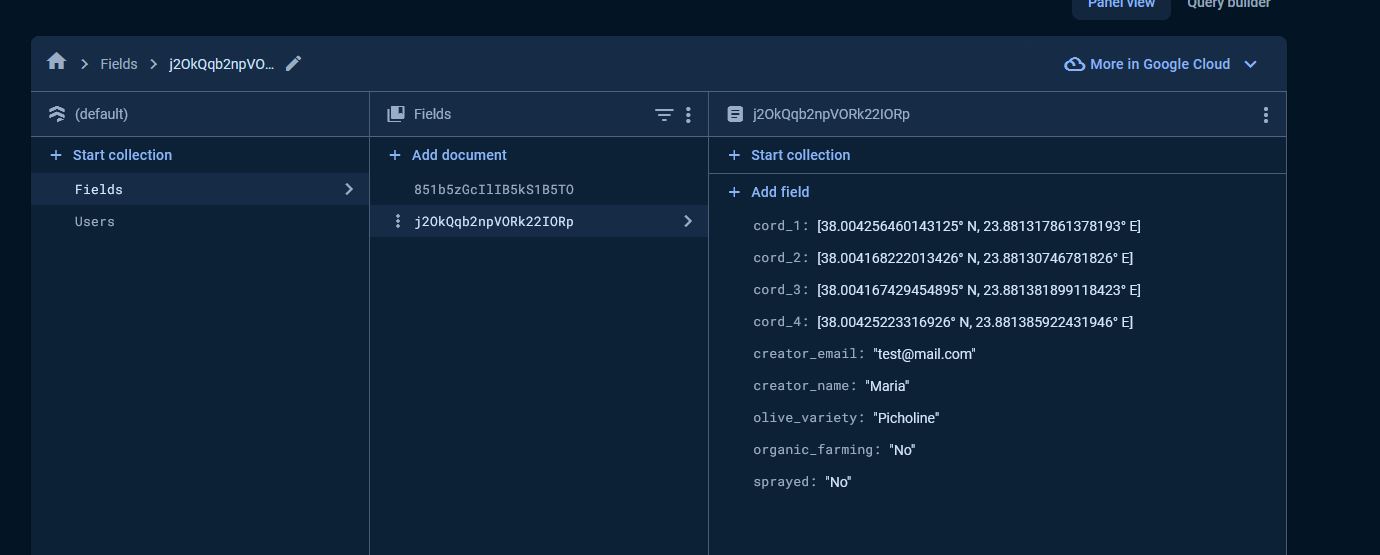 Panel view Query builder
Fields j2OkQqb2npVO... More in Google Cloud
(default) Fields j2OkQqb2npVORk22IORp
+ Start collection + Add document + Start collection
Fields 851b5zGcIlIB5kS1B5TO + Add field
Users j2OkQqb2npVORk22IORp
cord_1: [38.004256460143125° N, 23.881317861378193° E]
cord_2: [38.004168222013426° N, 23.88130746781826° E]
cord_3: [38.004167429454895° N, 23.881381899118423° E]
cord_4: [38.00425223316926° N, 23.881385922431946° E]
creator_email: "test@mail.com"
creator_name: "Maria"
olive_variety: "Picholine"
organic_farming: "No"
sprayed: "No"